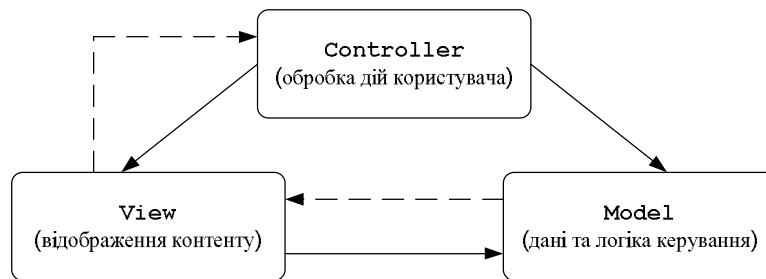 Controller
(обробка дій користувача)
View
(відображення контенту)
Model
(дані та логіка керування)